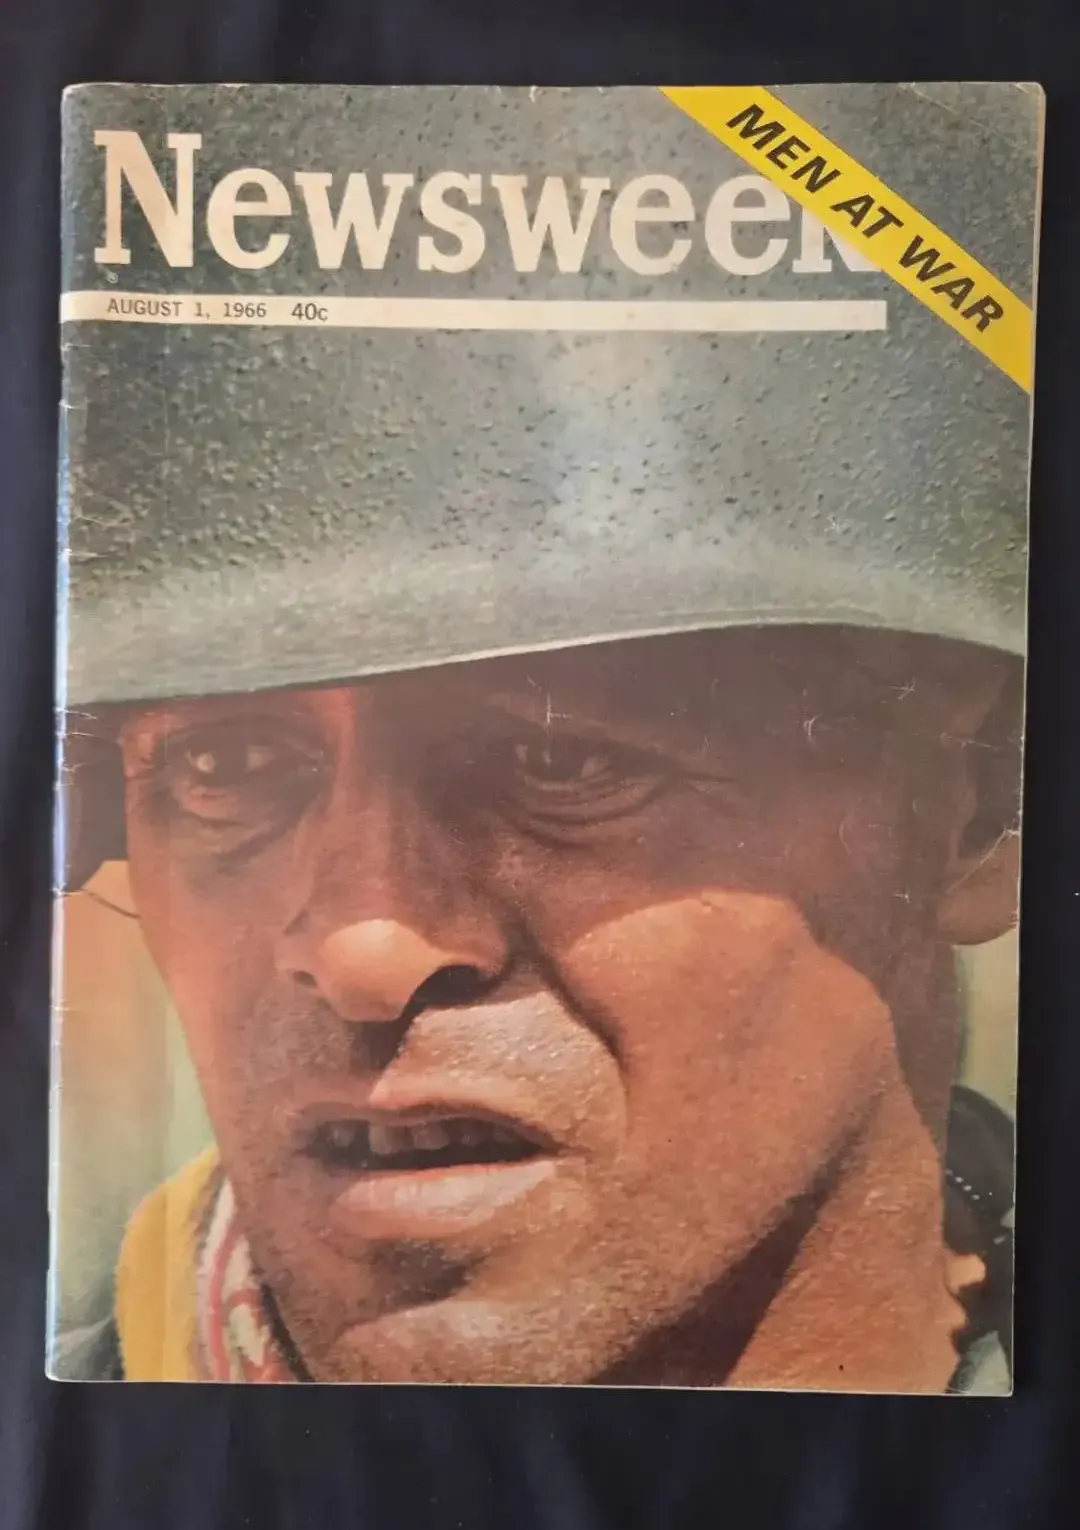 Newsweek
MEN AT WAR
AUGUST 1, 1966 40c